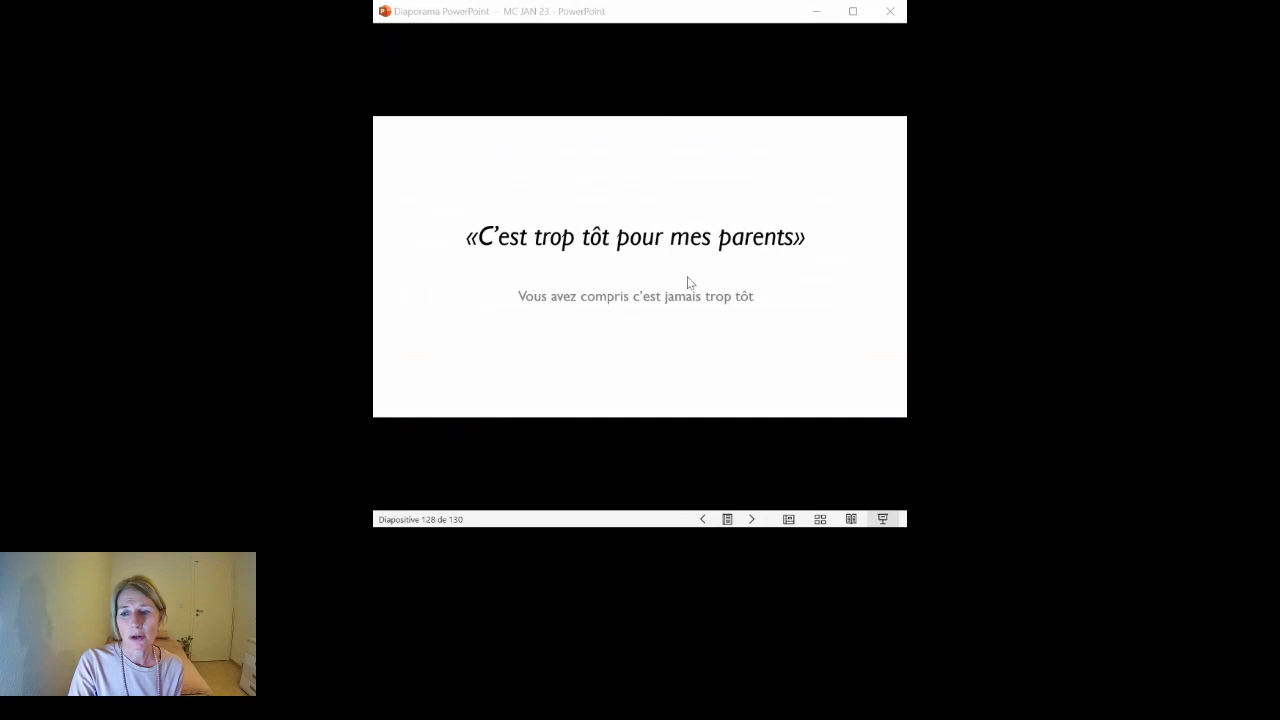 Diaporama PowerPoint - MC JAN 23 - PowerPoint
«C’est trop tôt pour mes parents»
Vous avez compris c’est jamais trop tôt
Diapositive 128 de 130